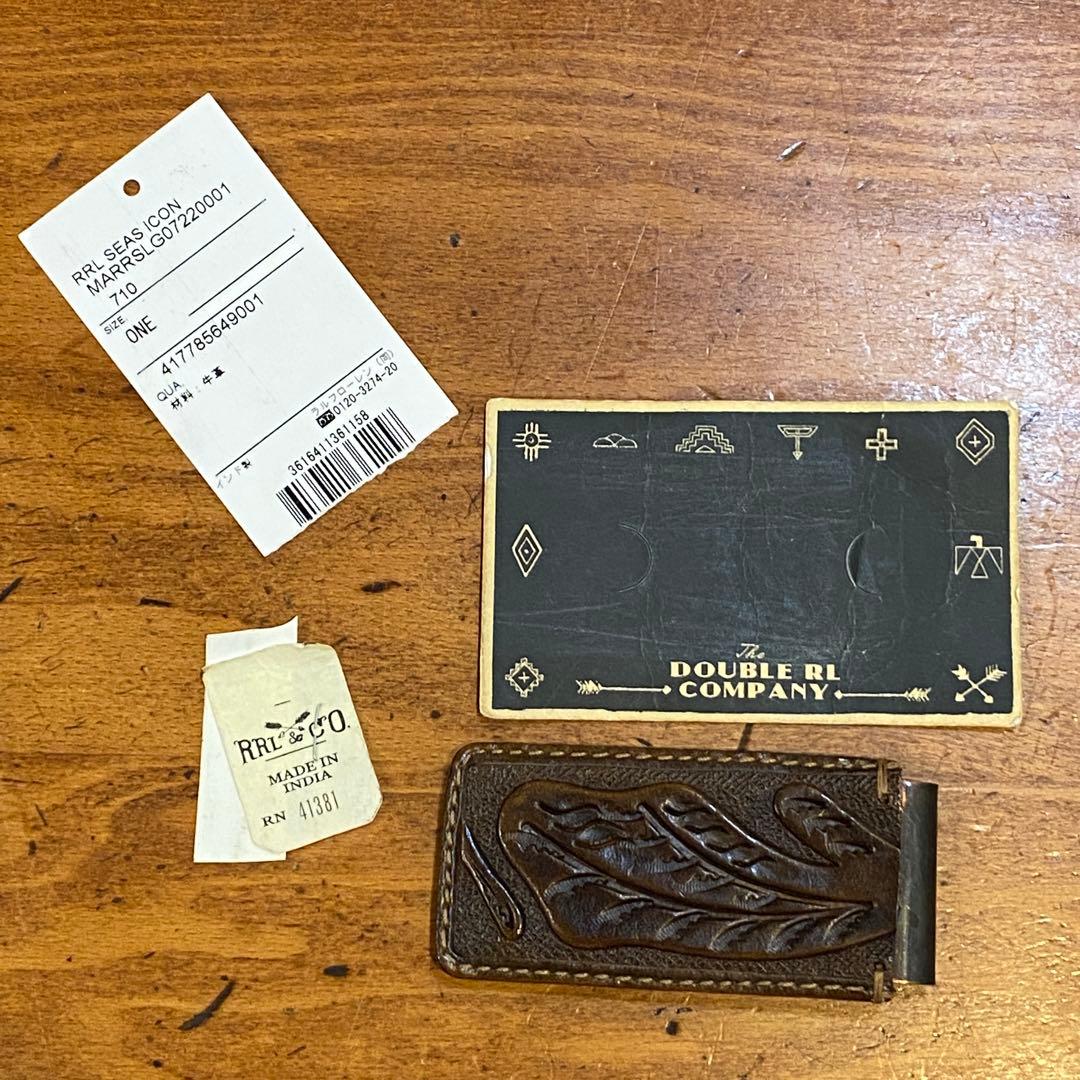 RRL SEAS ICON
MARRSLG07220001
710
SIZE
ONE
417785649001
QUA.
材料: 牛革
ラルフローレン(同)
0120-3274-20
インド製
3616411361158
RRL & CO.
MADE IN
INDIA
RN 41381
The
DOUBLE RL
COMPANY